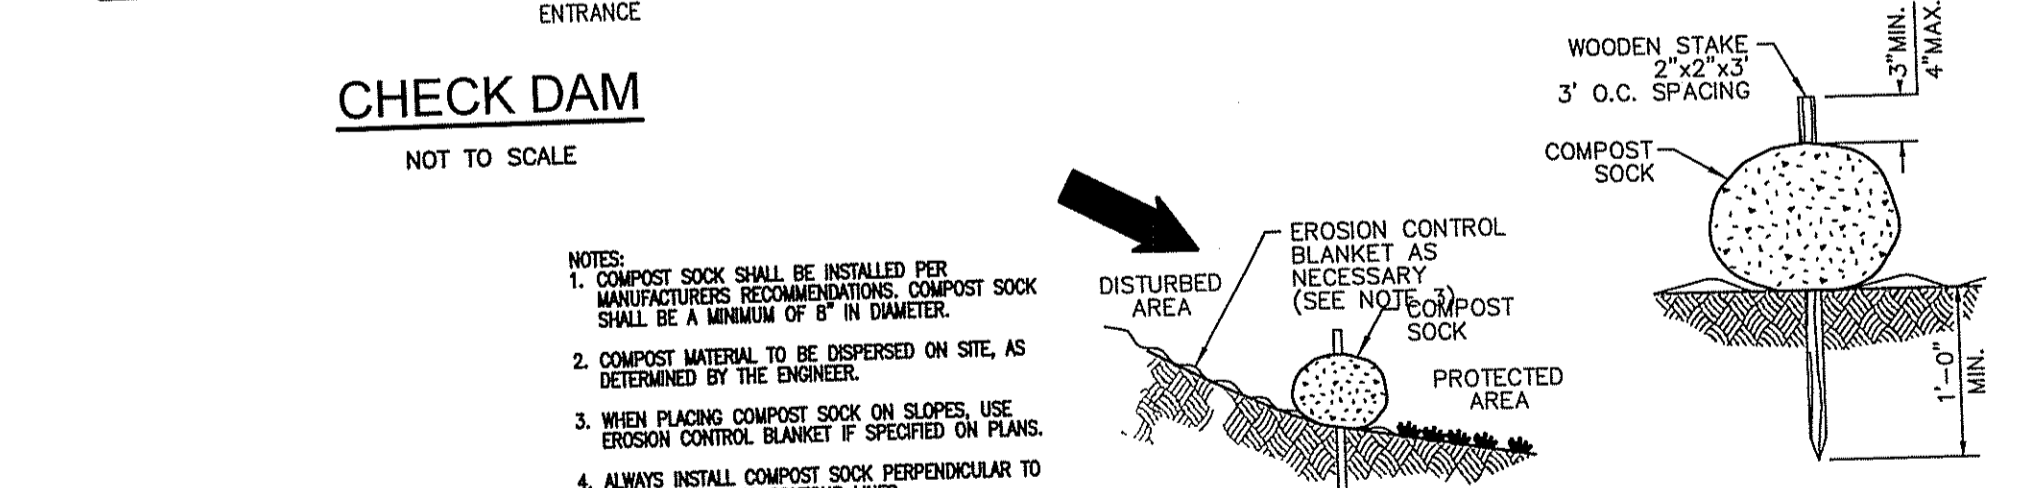 ENTRANCE
CHECK DAM
NOT TO SCALE
NOTES:
1. COMPOST SOCK SHALL BE INSTALLED PER
MANUFACTURERS RECOMMENDATIONS. COMPOST SOCK
SHALL BE A MINIMUM OF 8" IN DIAMETER.
2. COMPOST MATERIAL TO BE DISPERSED ON SITE, AS
DETERMINED BY THE ENGINEER.
3. WHEN PLACING COMPOST SOCK ON SLOPES, USE
EROSION CONTROL BLANKET IF SPECIFIED ON PLANS.
4. ALWAYS INSTALL COMPOST SOCK PERPENDICULAR TO
DISTURBED
AREA
EROSION CONTROL
BLANKET AS
NECESSARY
(SEE NOTE 3)
COMPOST
SOCK
PROTECTED
AREA
WOODEN STAKE
2"x2"x3'
3' O.C. SPACING
3"MIN.
4"MAX.
COMPOST
SOCK
1'-0"
MIN.